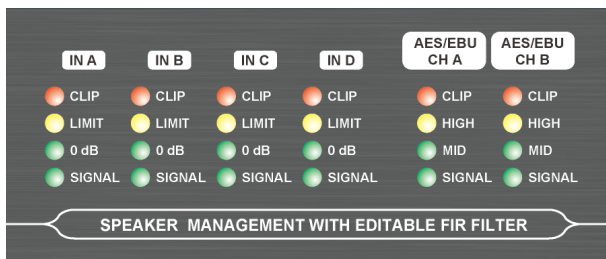 IN A IN B IN C IN D AES/EBU CH A AES/EBU CH B
CLIP CLIP CLIP CLIP CLIP CLIP
LIMIT LIMIT LIMIT LIMIT HIGH HIGH
0 dB 0 dB 0 dB 0 dB MID MID
SIGNAL SIGNAL SIGNAL SIGNAL SIGNAL SIGNAL
SPEAKER MANAGEMENT WITH EDITABLE FIR FILTER